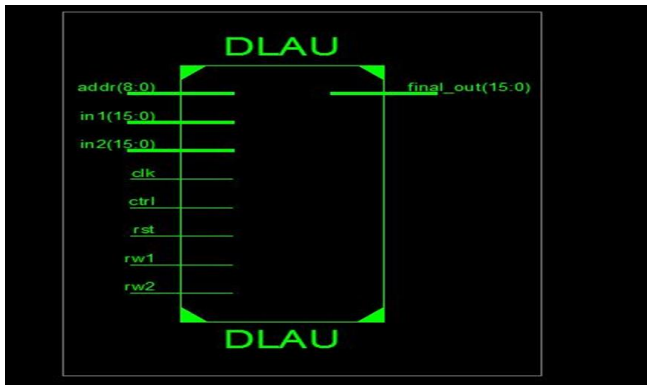 DLAU
addr(8:0)
final_out(15:0)
in1(15:0)
in2(15:0)
clk
ctrl
rst
rw1
rw2
DLAU